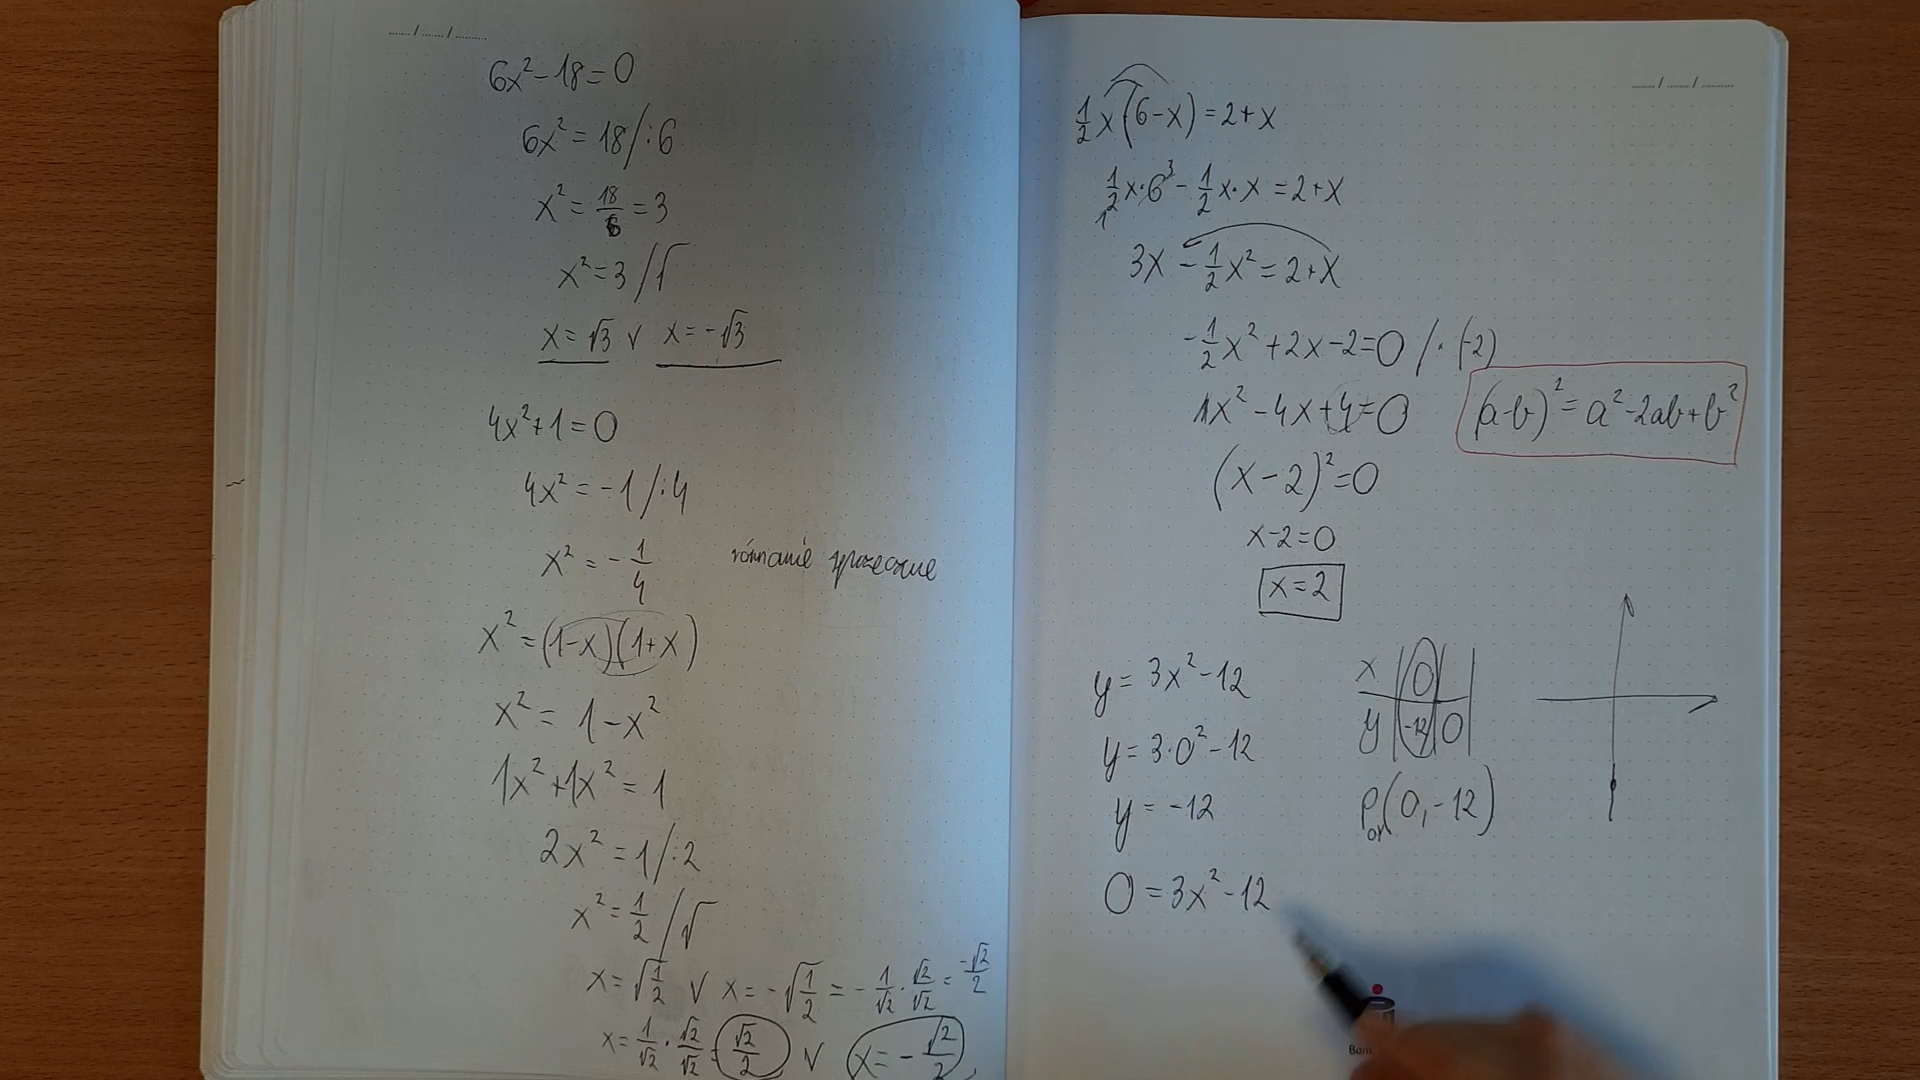 6x² - 18 = 0
6x² = 18 /:6
x² = 18/6 = 3
x² = 3 /√
x = √3 ∨ x = -√3
4x² + 1 = 0
4x² = -1 /:4
x² = -1/4 równanie sprzeczne
x² = (1-x)(1+x)
x² = 1 - x²
1x² + 1x² = 1
2x² = 1 /:2
x² = 1/2 /√
x = √(1/2) ∨ x = -√(1/2) = -1/√2 · √2/√2 = -√2/2
x = 1/√2 · √2/√2 = √2/2 ∨ x = -√2/2
1/2 x(6-x) = 2+x
1/2 x·6 ³ - 1/2 x·x = 2+x
1
3x - 1/2 x² = 2+x
-1/2 x² + 2x - 2 = 0 /·(-2)
1x² - 4x + 4 = 0
(a-b)² = a² - 2ab + b²
(x-2)² = 0
x-2 = 0
x = 2
y = 3x² - 12
y = 3·0² - 12
y = -12
0 = 3x² - 12
x | 0 |
y | -12 | 0
P_oy(0, -12)